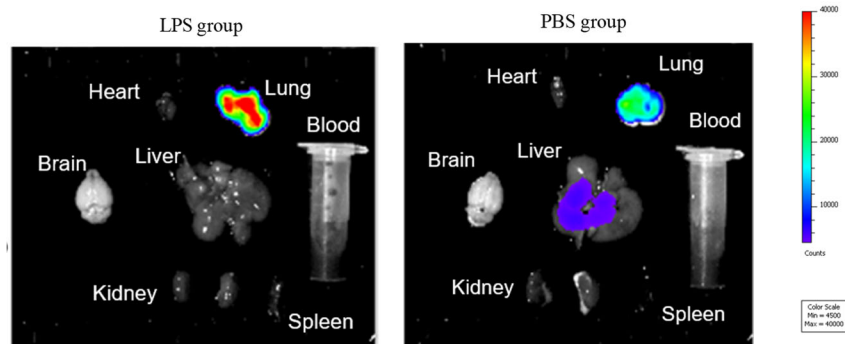 LPS group
PBS group
Heart
Lung
Blood
Brain
Liver
Kidney
Spleen
Heart
Lung
Blood
Brain
Liver
Kidney
Spleen
40000
30000
20000
10000
Counts
Color Scale
Min = 4500
Max = 40000